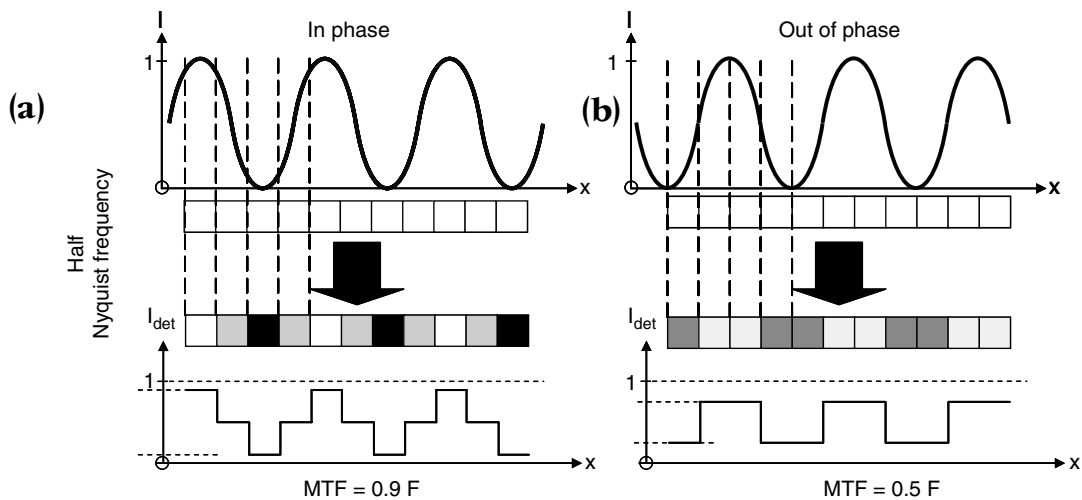 I
In phase
1
(a)
x
Half
Nyquist frequency
Idet
1
x
MTF = 0.9 F
I
Out of phase
1
(b)
x
Idet
1
x
MTF = 0.5 F